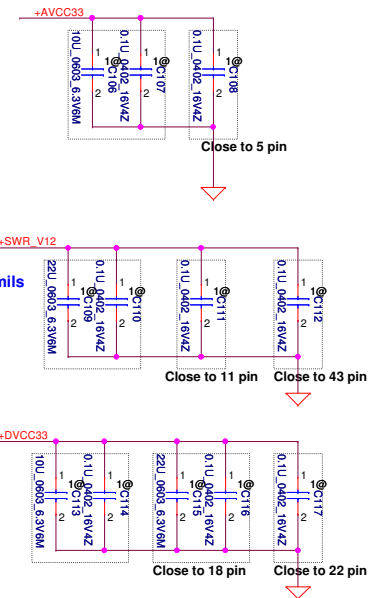 +AVCC33
10U_0603_6.3V6M
1
1@
C106
2
0.1U_0402_16V4Z
1
1@
C107
2
0.1U_0402_16V4Z
1
1@
C108
2
Close to 5 pin
+SWR_V12
mils
22U_0603_6.3V6M
1
1@
C109
2
0.1U_0402_16V4Z
1
1@
C110
2
0.1U_0402_16V4Z
1
1@
C111
2
0.1U_0402_16V4Z
1
1@
C112
2
Close to 11 pin
Close to 43 pin
+DVCC33
10U_0603_6.3V6M
1
1@
C113
2
0.1U_0402_16V4Z
1
1@
C114
2
22U_0603_6.3V6M
1
1@
C115
2
0.1U_0402_16V4Z
1
1@
C116
2
0.1U_0402_16V4Z
1
1@
C117
2
Close to 18 pin
Close to 22 pin